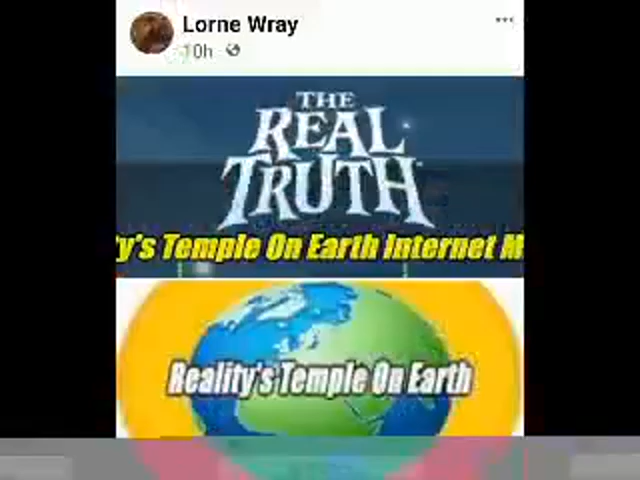 Lorne Wray
10h
THE
REAL
TRUTH
y's Temple On Earth Internet M
Reality's Temple On Earth